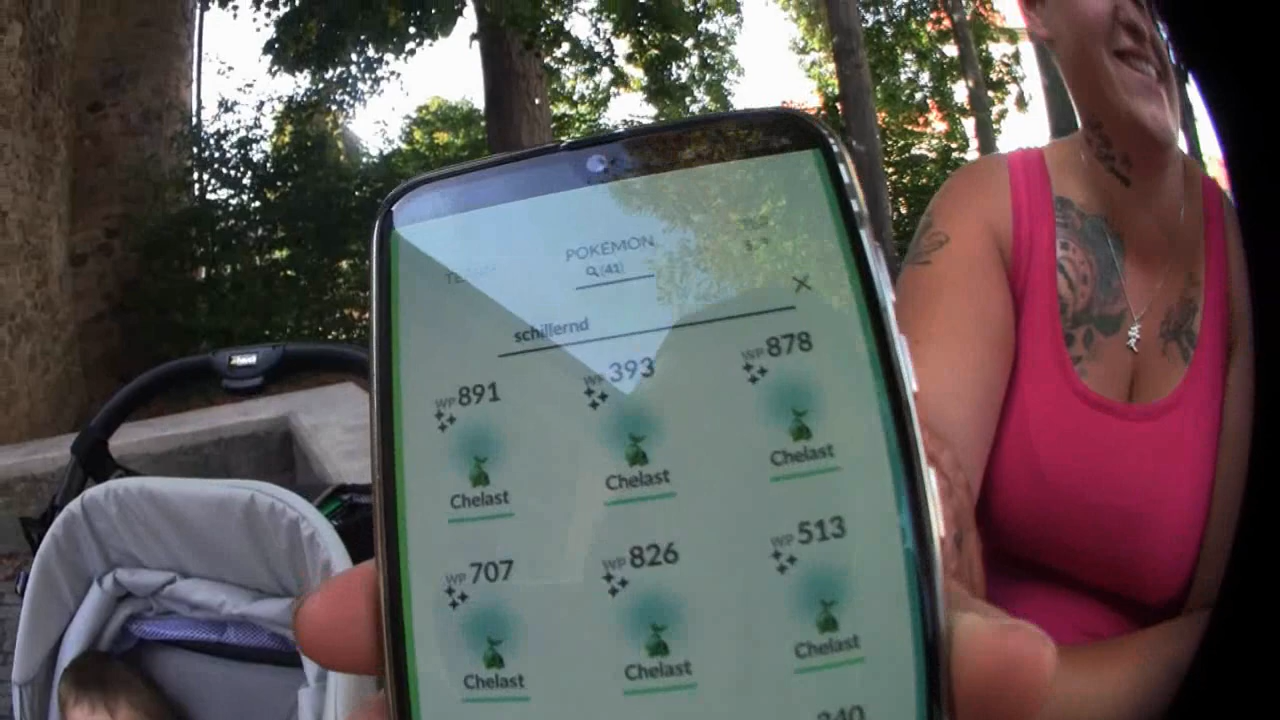 POKÉMON
(41)
schillernd
WP 891
WP 393
WP 878
Chelast
Chelast
Chelast
WP 707
WP 826
WP 513
Chelast
Chelast
Chelast